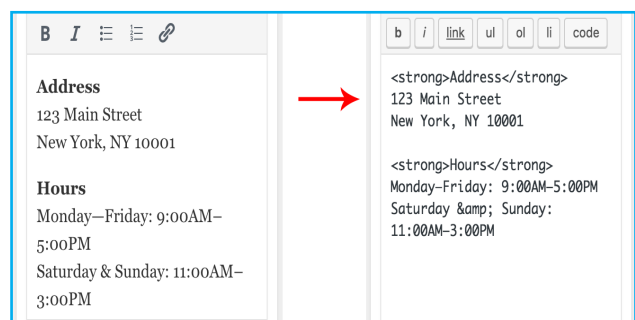 B I
Address
123 Main Street
New York, NY 10001
Hours
Monday—Friday: 9:00AM–
5:00PM
Saturday & Sunday: 11:00AM–
3:00PM
b i link ul ol li code
<strong>Address</strong>
123 Main Street
New York, NY 10001
<strong>Hours</strong>
Monday—Friday: 9:00AM–5:00PM
Saturday &amp; Sunday:
11:00AM–3:00PM